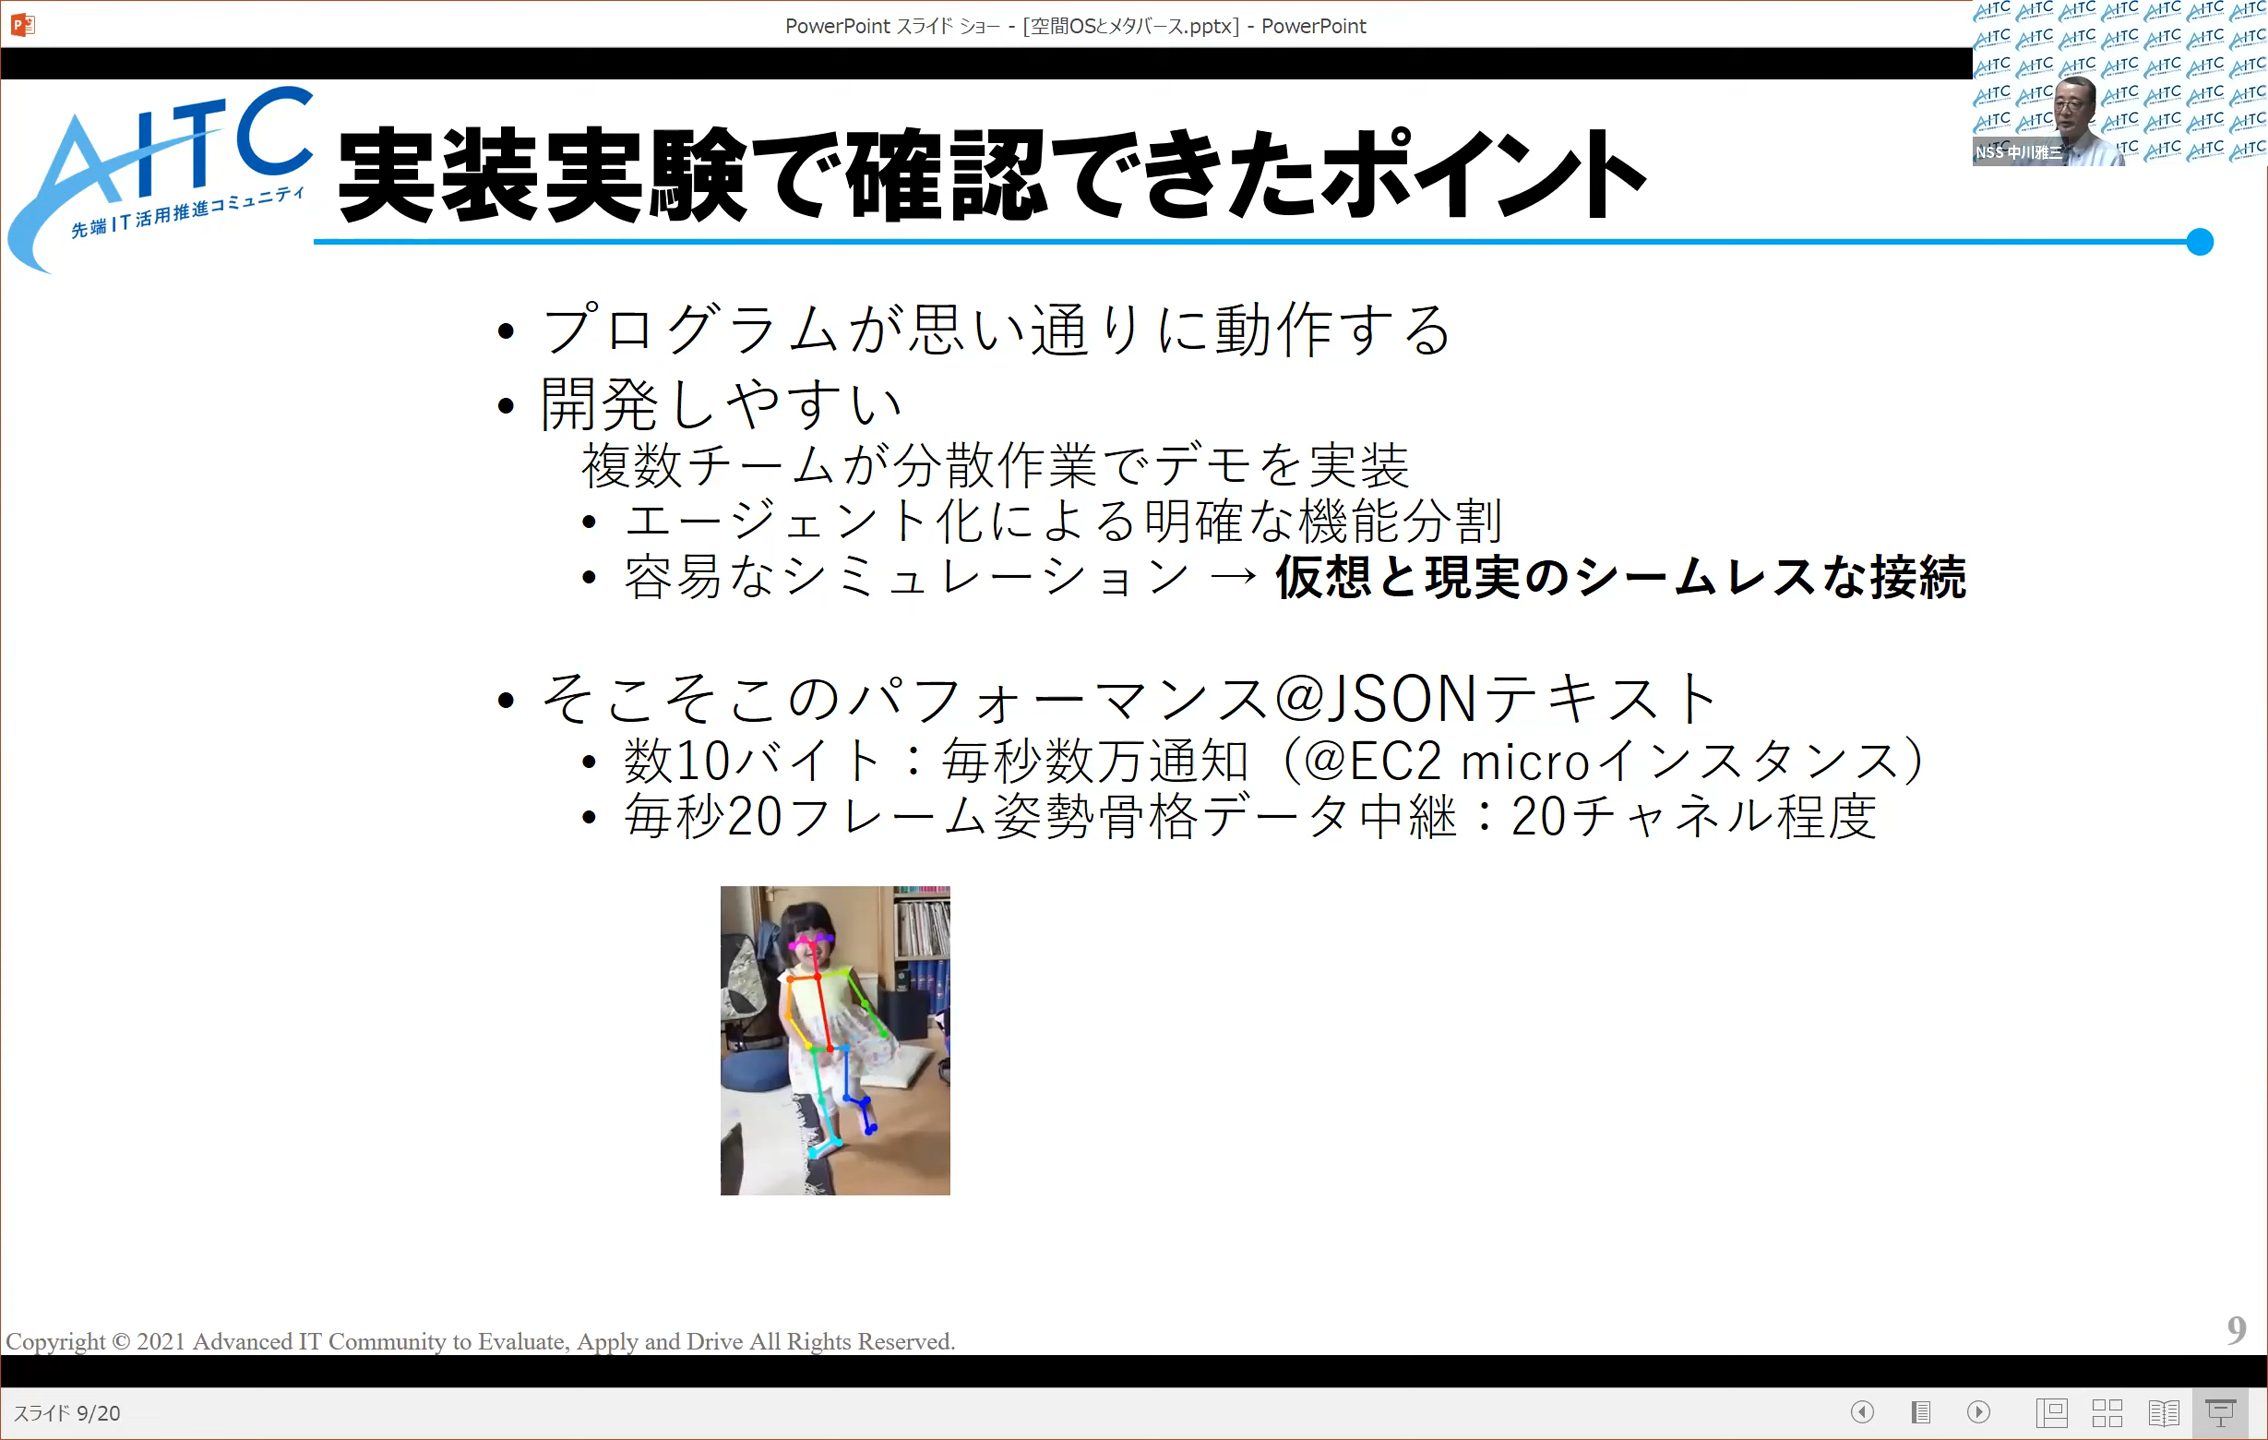 PowerPoint スライド ショー - [空間OSとメタバース.pptx] - PowerPoint
AITC
先端IT活用推進コミュニティ
NSS 中川雅三
実装実験で確認できたポイント
• プログラムが思い通りに動作する
• 開発しやすい
複数チームが分散作業でデモを実装
• エージェント化による明確な機能分割
• 容易なシミュレーション → 仮想と現実のシームレスな接続
• そこそこのパフォーマンス@JSONテキスト
• 数10バイト：毎秒数万通知（@EC2 microインスタンス）
• 毎秒20フレーム姿勢骨格データ中継：20チャネル程度
Copyright © 2021 Advanced IT Community to Evaluate, Apply and Drive All Rights Reserved.
9
スライド 9/20